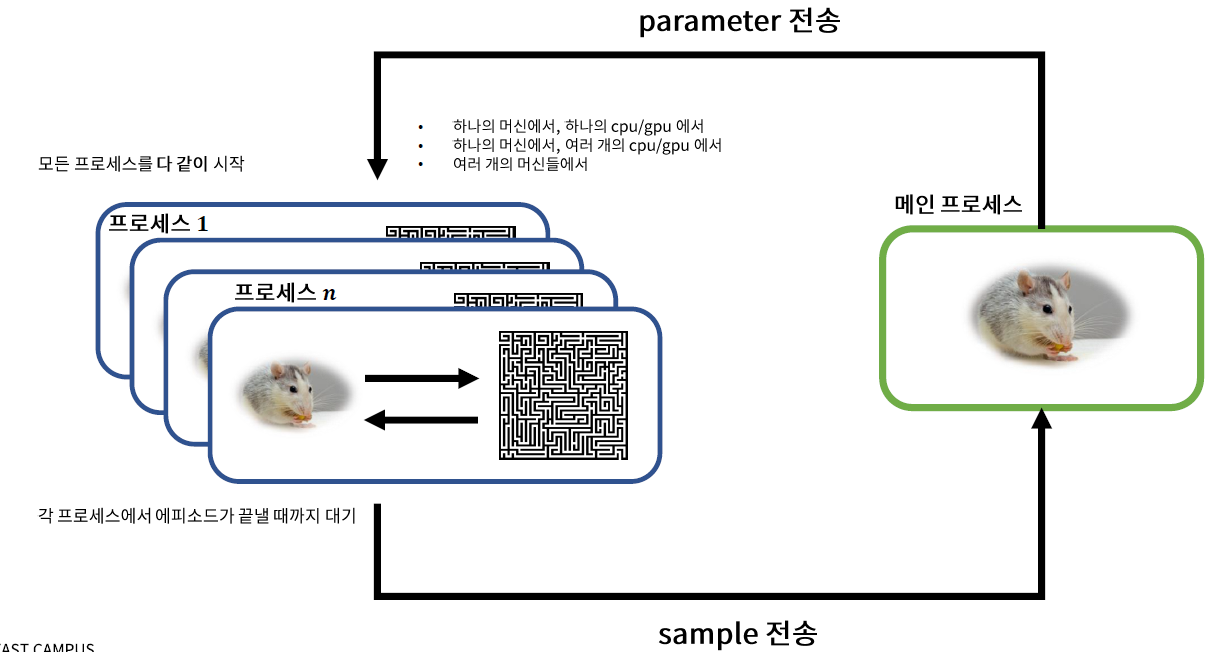 parameter 전송
• 하나의 머신에서, 하나의 cpu/gpu 에서
• 하나의 머신에서, 여러 개의 cpu/gpu 에서
• 여러 개의 머신들에서
모든 프로세스를 다 같이 시작
메인 프로세스
프로세스 1
프로세스 n
각 프로세스에서 에피소드가 끝낼 때까지 대기
sample 전송
FAST CAMPUS